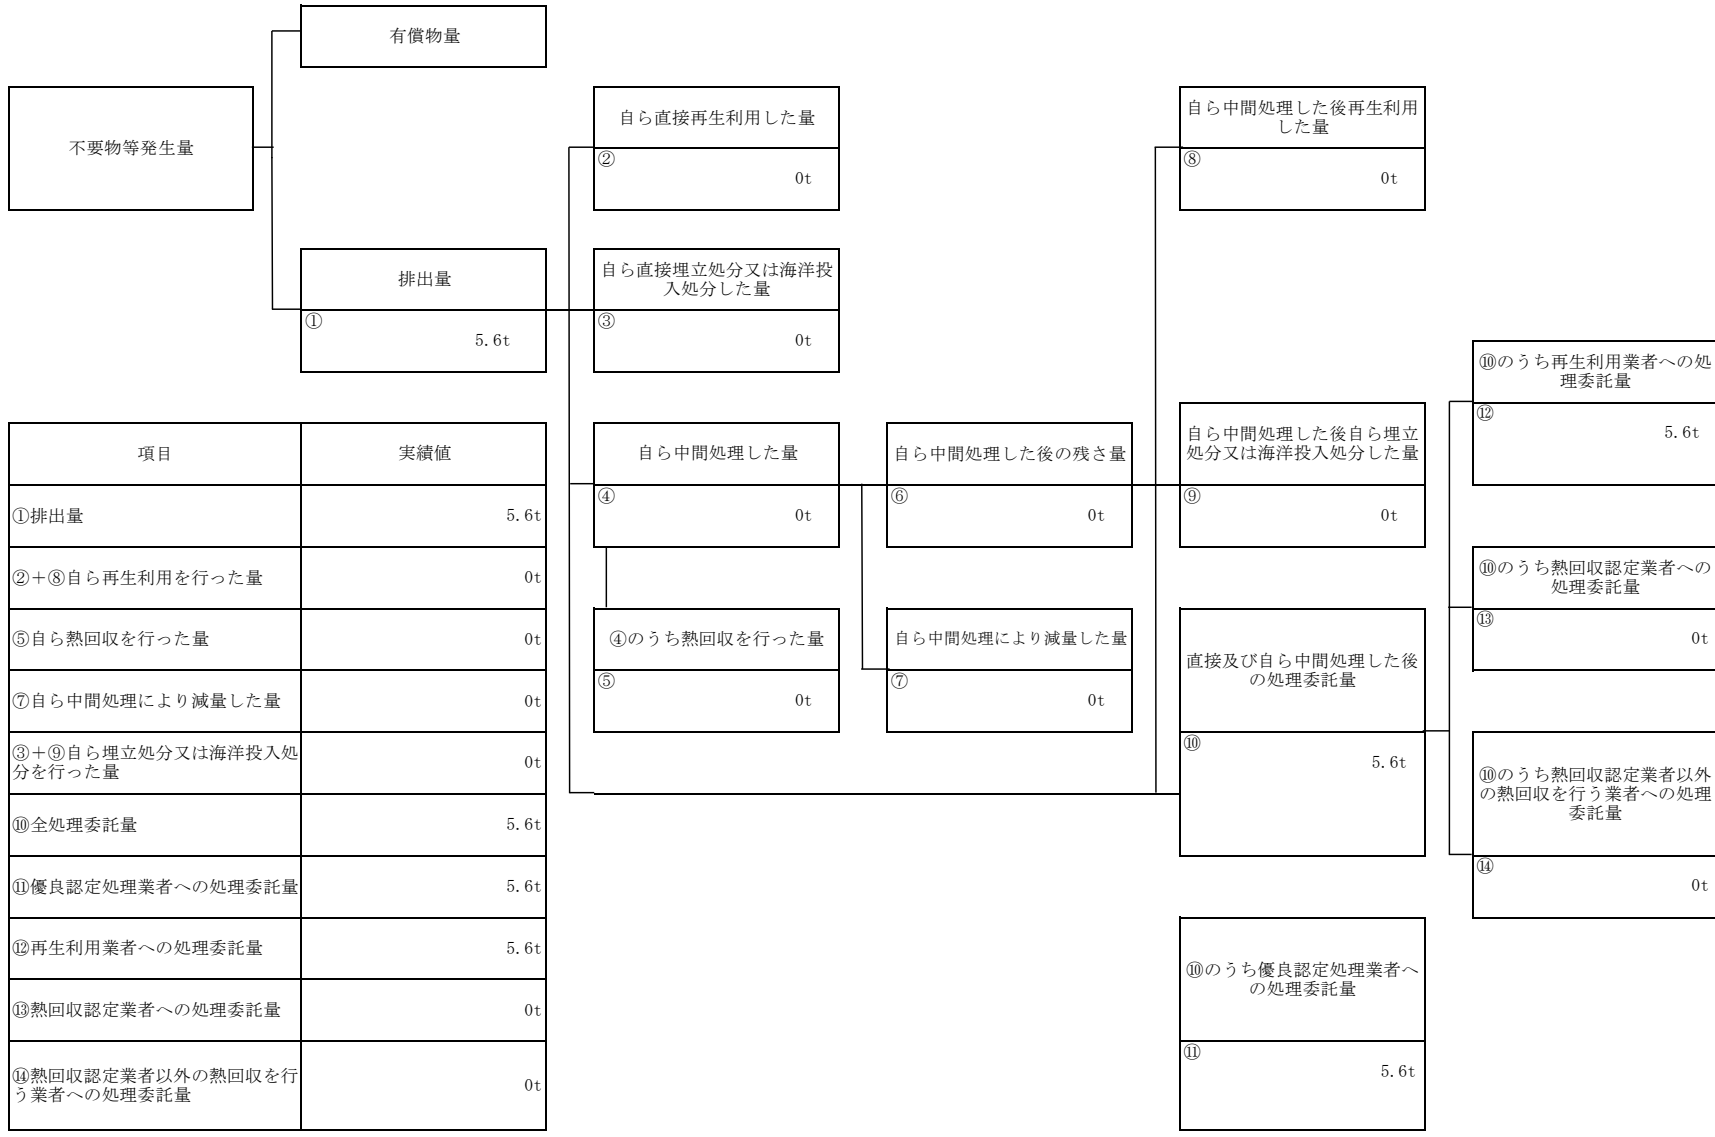 有償物量
不要物等発生量
自ら直接再生利用した量
②
0t
自ら中間処理した後再生利用
した量
⑧
0t
排出量
①
5.6t
自ら直接埋立処分又は海洋投
入処分した量
③
0t
⑩のうち再生利用業者への処
理委託量
⑫
5.6t
項目
実績値
①排出量
5.6t
②+⑧自ら再生利用を行った量
0t
⑤自ら熱回収を行った量
0t
⑦自ら中間処理により減量した量
0t
③+⑨自ら埋立処分又は海洋投入処
分を行った量
0t
⑩全処理委託量
5.6t
⑪優良認定処理業者への処理委託量
5.6t
⑫再生利用業者への処理委託量
5.6t
⑬熱回収認定業者への処理委託量
0t
⑭熱回収認定業者以外の熱回収を行
う業者への処理委託量
0t
自ら中間処理した量
④
0t
自ら中間処理した後の残さ量
⑥
0t
自ら中間処理した後自ら埋立
処分又は海洋投入処分した量
⑨
0t
④のうち熱回収を行った量
⑤
0t
自ら中間処理により減量した量
⑦
0t
直接及び自ら中間処理した後
の処理委託量
⑩
5.6t
⑩のうち熱回収認定業者への
処理委託量
⑬
0t
⑩のうち熱回収認定業者以外
の熱回収を行う業者への処理
委託量
⑭
0t
⑩のうち優良認定処理業者へ
の処理委託量
⑪
5.6t